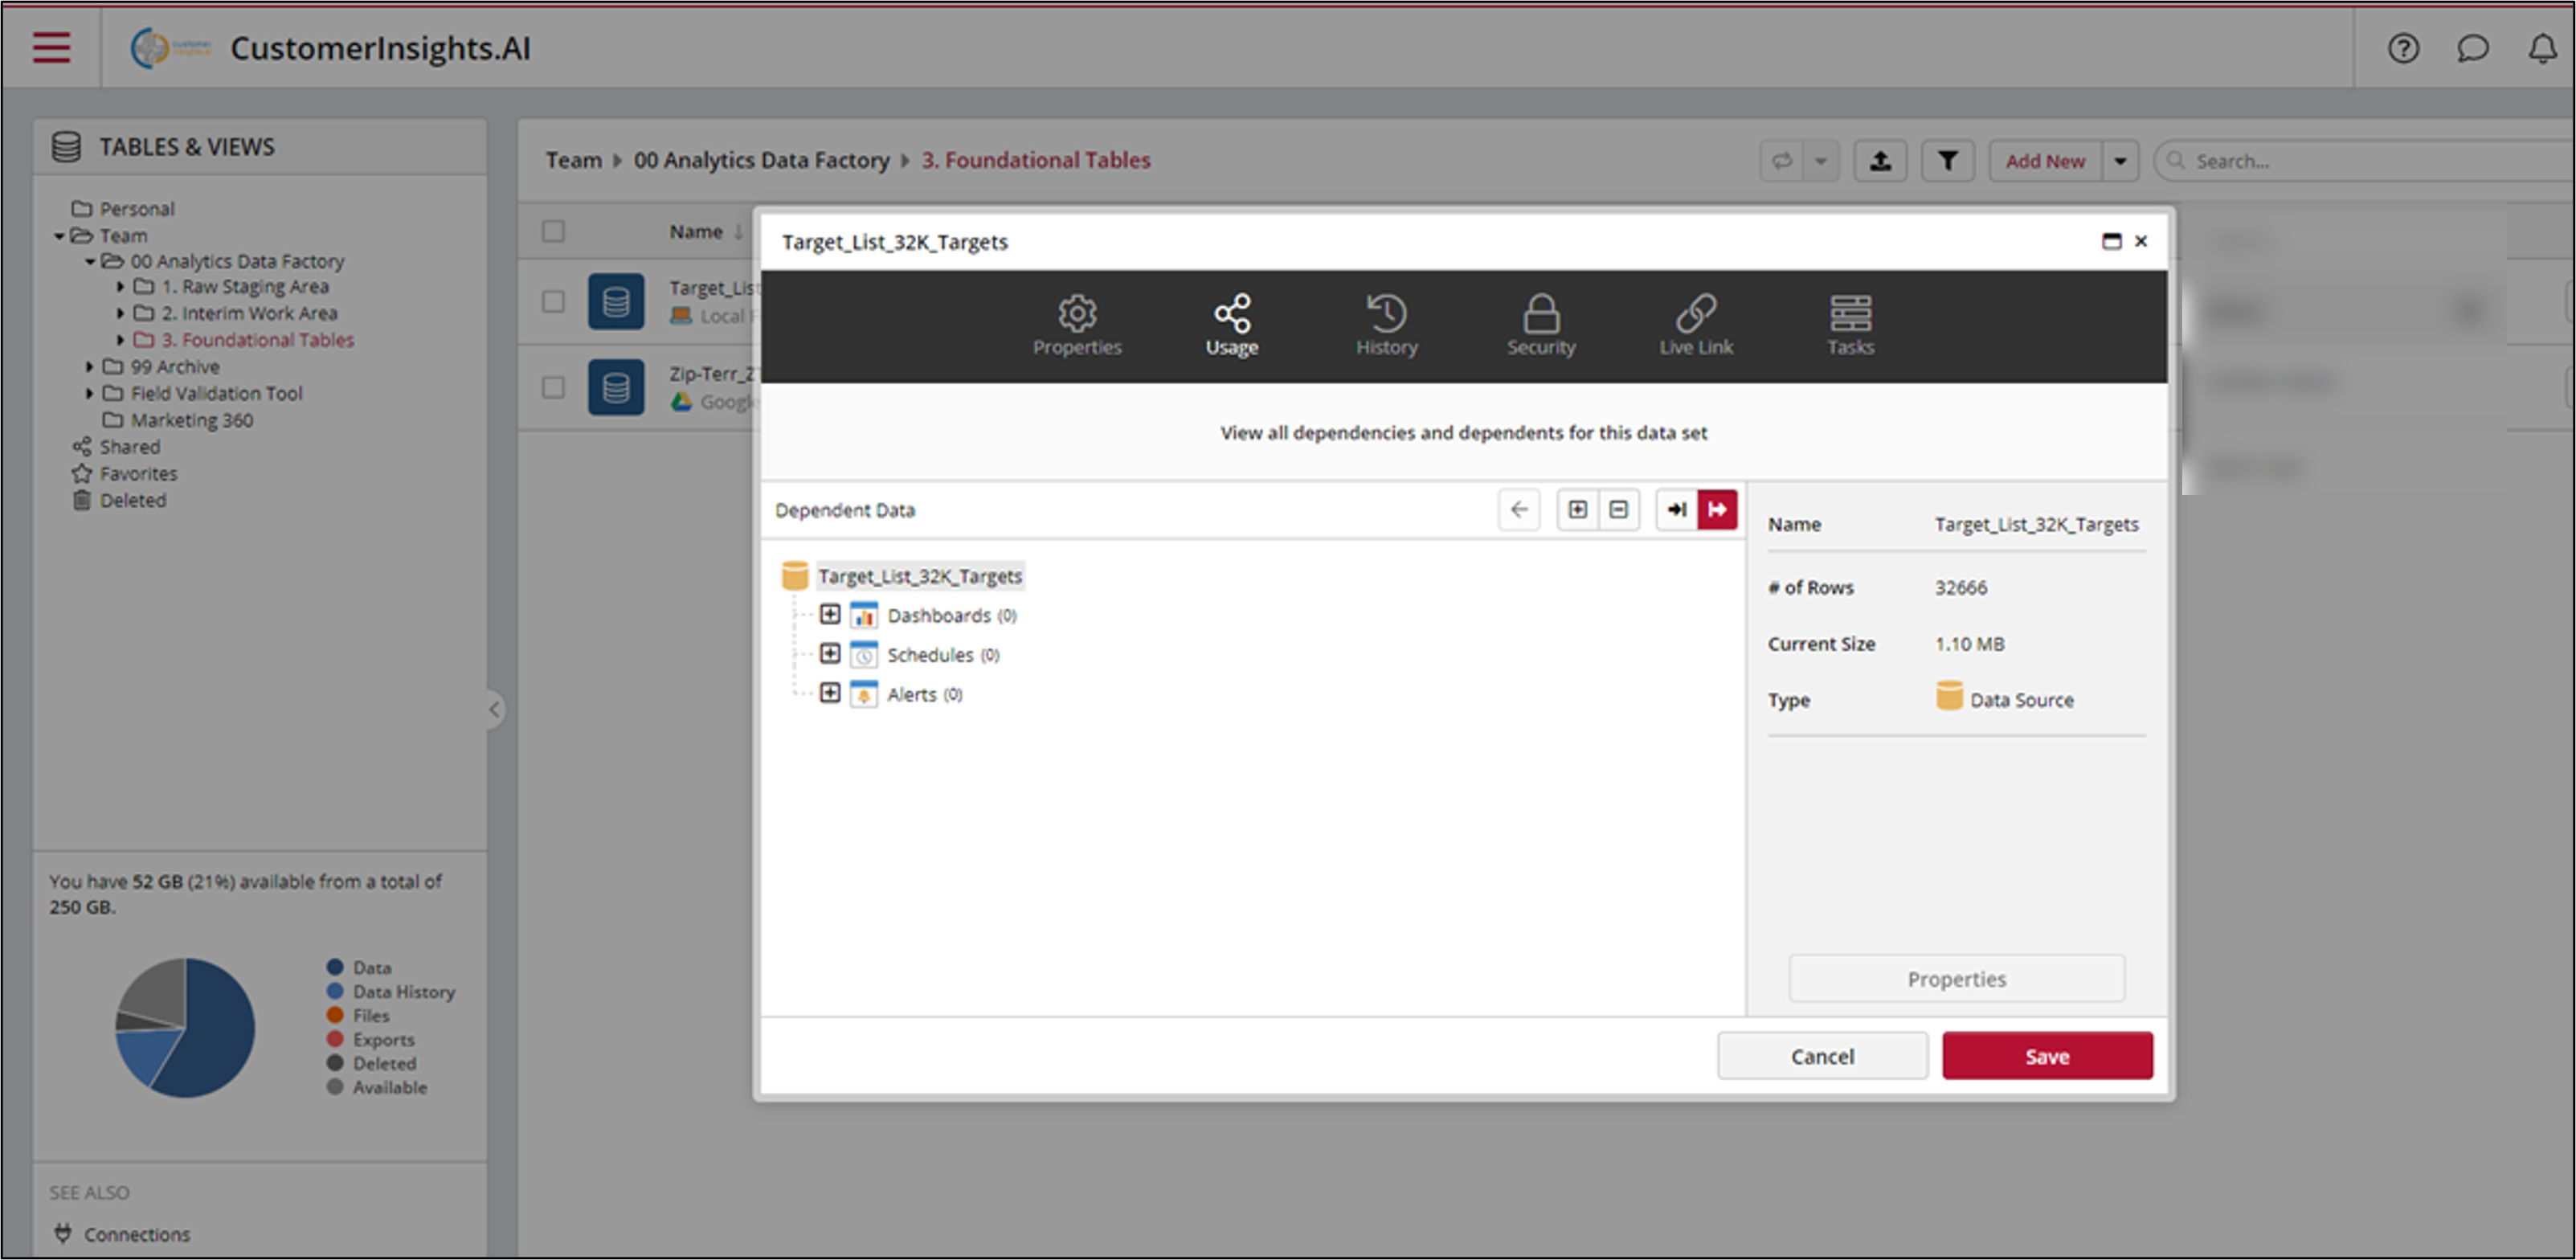 CustomerInsights.AI
TABLES & VIEWS
Personal
Team
00 Analytics Data Factory
1. Raw Staging Area
2. Interim Work Area
3. Foundational Tables
99 Archive
Field Validation Tool
Marketing 360
Shared
Favorites
Deleted
You have 52 GB (21%) available from a total of
250 GB.
Data
Data History
Files
Exports
Deleted
Available
SEE ALSO
Connections
Team 00 Analytics Data Factory 3. Foundational Tables
Add New Search...
Name
Target_List
Local F
Zip-Terr_2
Google
Target_List_32K_Targets
Properties Usage History Security Live Link Tasks
View all dependencies and dependents for this data set
Dependent Data
Target_List_32K_Targets
Dashboards (0)
Schedules (0)
Alerts (0)
Name Target_List_32K_Targets
# of Rows 32666
Current Size 1.10 MB
Type Data Source
Properties
Cancel Save